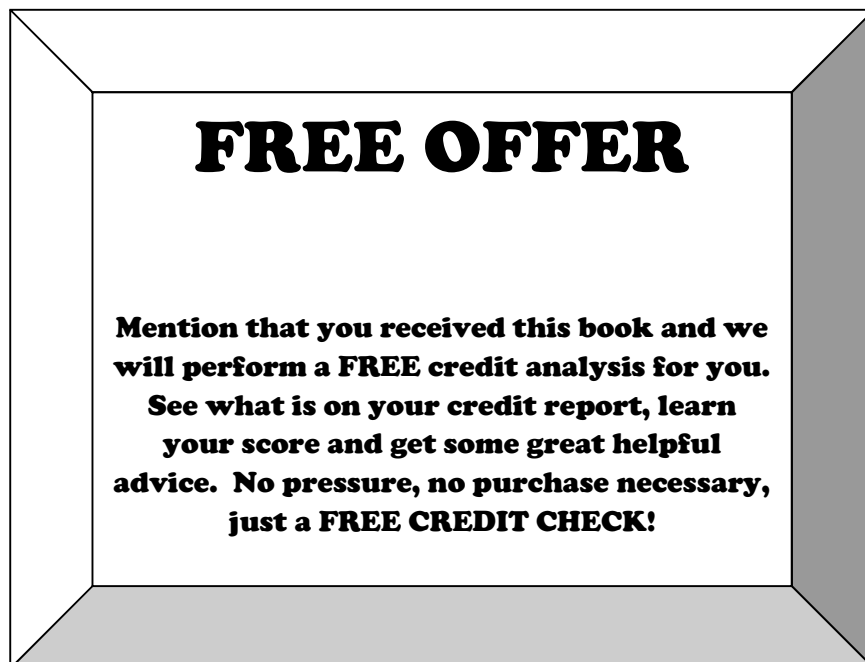 FREE OFFER
Mention that you received this book and we
will perform a FREE credit analysis for you.
See what is on your credit report, learn
your score and get some great helpful
advice.  No pressure, no purchase necessary,
just a FREE CREDIT CHECK!